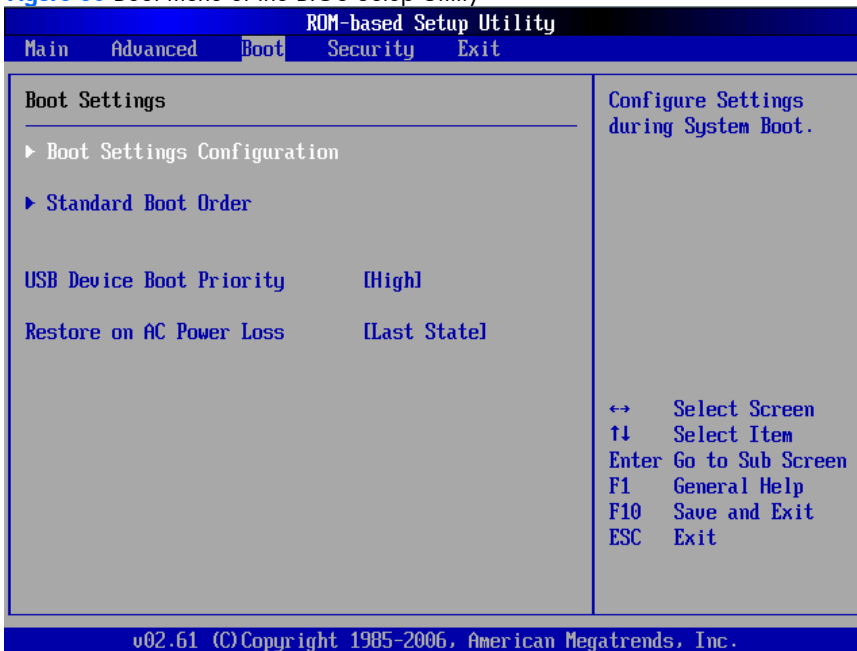 ROM-based Setup Utility
Main Advanced Boot Security Exit
Boot Settings
▶ Boot Settings Configuration
▶ Standard Boot Order
USB Device Boot Priority [High]
Restore on AC Power Loss [Last State]
Configure Settings
during System Boot.
↔ Select Screen
↑↓ Select Item
Enter Go to Sub Screen
F1 General Help
F10 Save and Exit
ESC Exit
v02.61 (C)Copyright 1985-2006, American Megatrends, Inc.